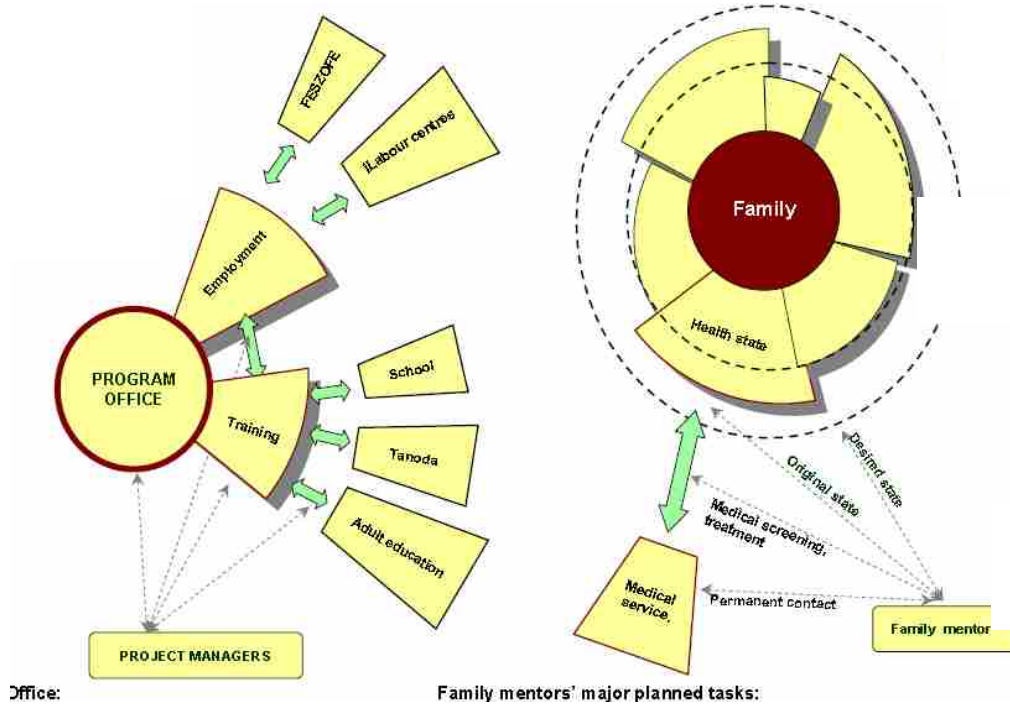 FESZOFE
iLabour centres
Employment
PROGRAM
OFFICE
Training
School
Tanoda
Adult education
PROJECT MANAGERS
Family
Health state
Desired state
Original state
Medical screening,
treatment
Medical
service,
Permanent contact
Family mentor
Office:
Family mentors' major planned tasks: